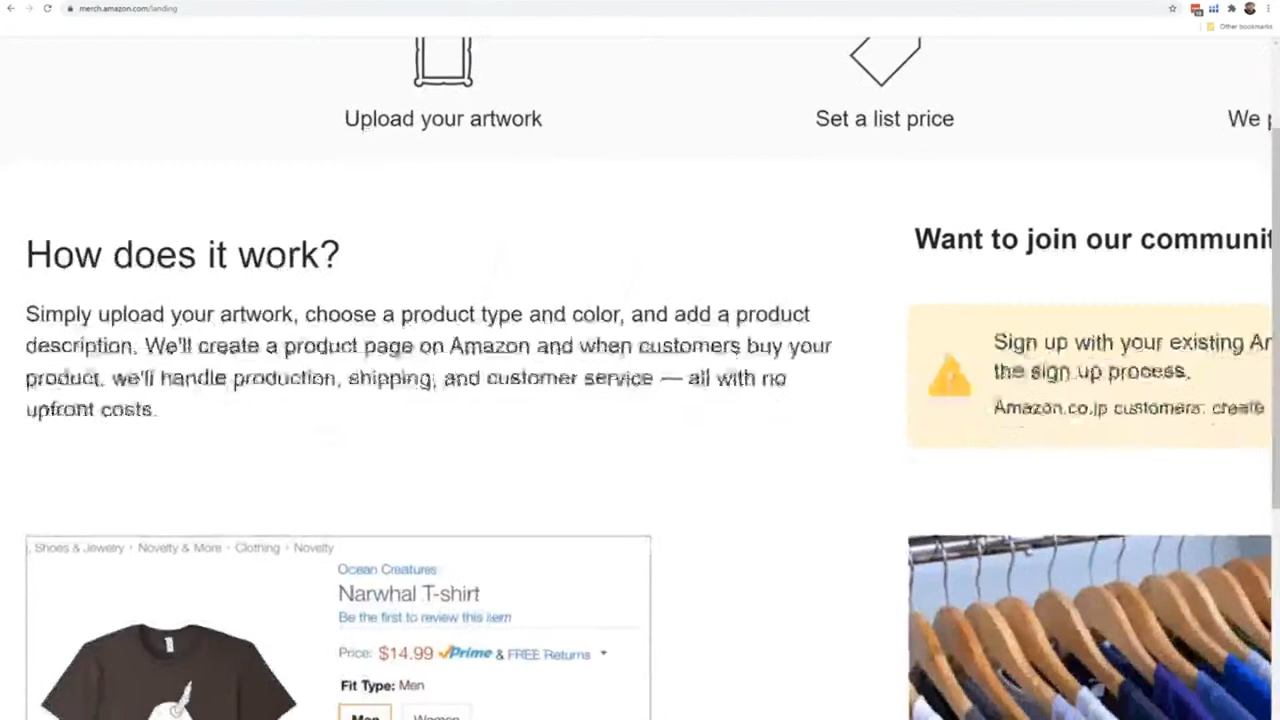 merch.amazon.com/landing
Other bookmarks
Upload your artwork
Set a list price
We
How does it work?
Simply upload your artwork, choose a product type and color, and add a product
description. We'll create a product page on Amazon and when customers buy your
product, we'll handle production, shipping, and customer service — all with no
upfront costs.
Want to join our communit
Sign up with your existing
the sign up process.
Amazon.co.jp customers: create
Shoes & Jewelry › Novelty & More › Clothing › Novelty
Ocean Creatures
Narwhal T-shirt
Be the first to review this item
Price: $14.99 Prime & FREE Returns
Fit Type: Men
Men
Women